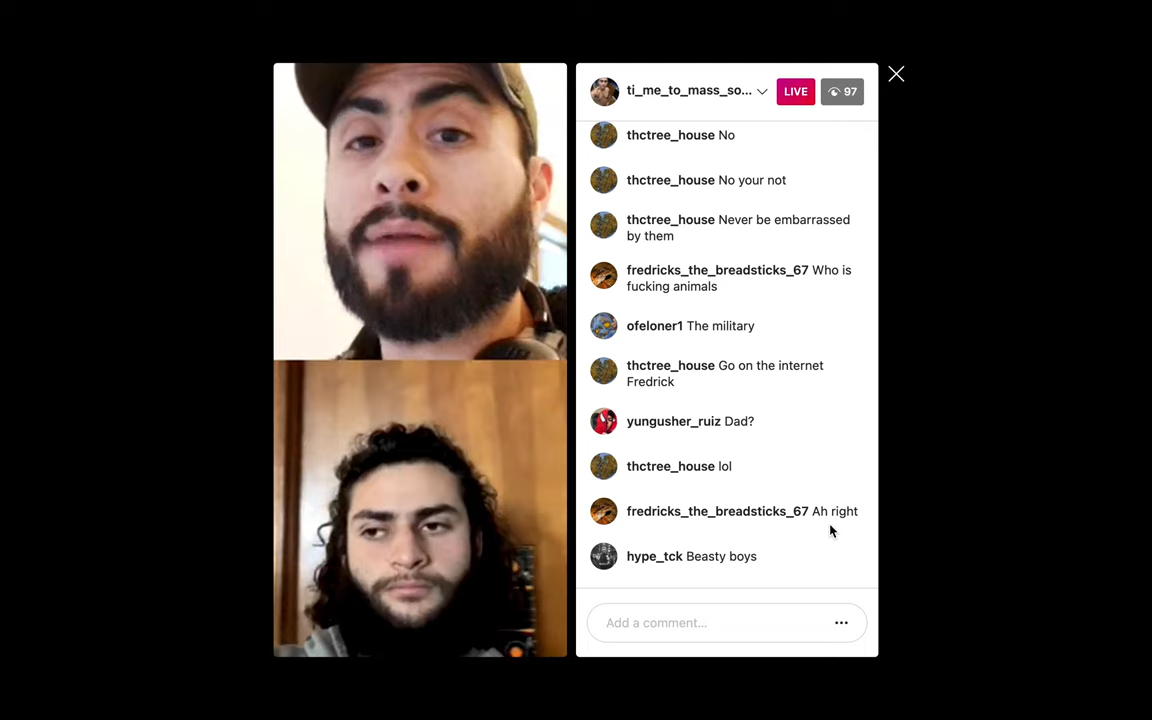 ti_me_to_mass_so...
LIVE
97
thctree_house No
thctree_house No your not
thctree_house Never be embarrassed
by them
fredricks_the_breadsticks_67 Who is
fucking animals
ofeloner1 The military
thctree_house Go on the internet
Fredrick
yungusher_ruiz Dad?
thctree_house lol
fredricks_the_breadsticks_67 Ah right
hype_tck Beasty boys
Add a comment...